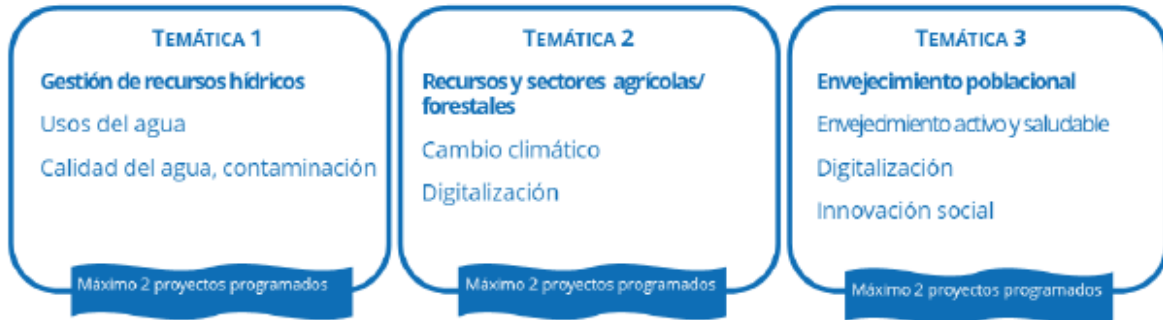 TEMÁTICA 1
Gestión de recursos hídricos
Usos del agua
Calidad del agua, contaminación
Máximo 2 proyectos programados
TEMÁTICA 2
Recursos y sectores agrícolas/
forestales
Cambio climático
Digitalización
Máximo 2 proyectos programados
TEMÁTICA 3
Envejecimiento poblacional
Envejecimiento activo y saludable
Digitalización
Innovación social
Máximo 2 proyectos programados